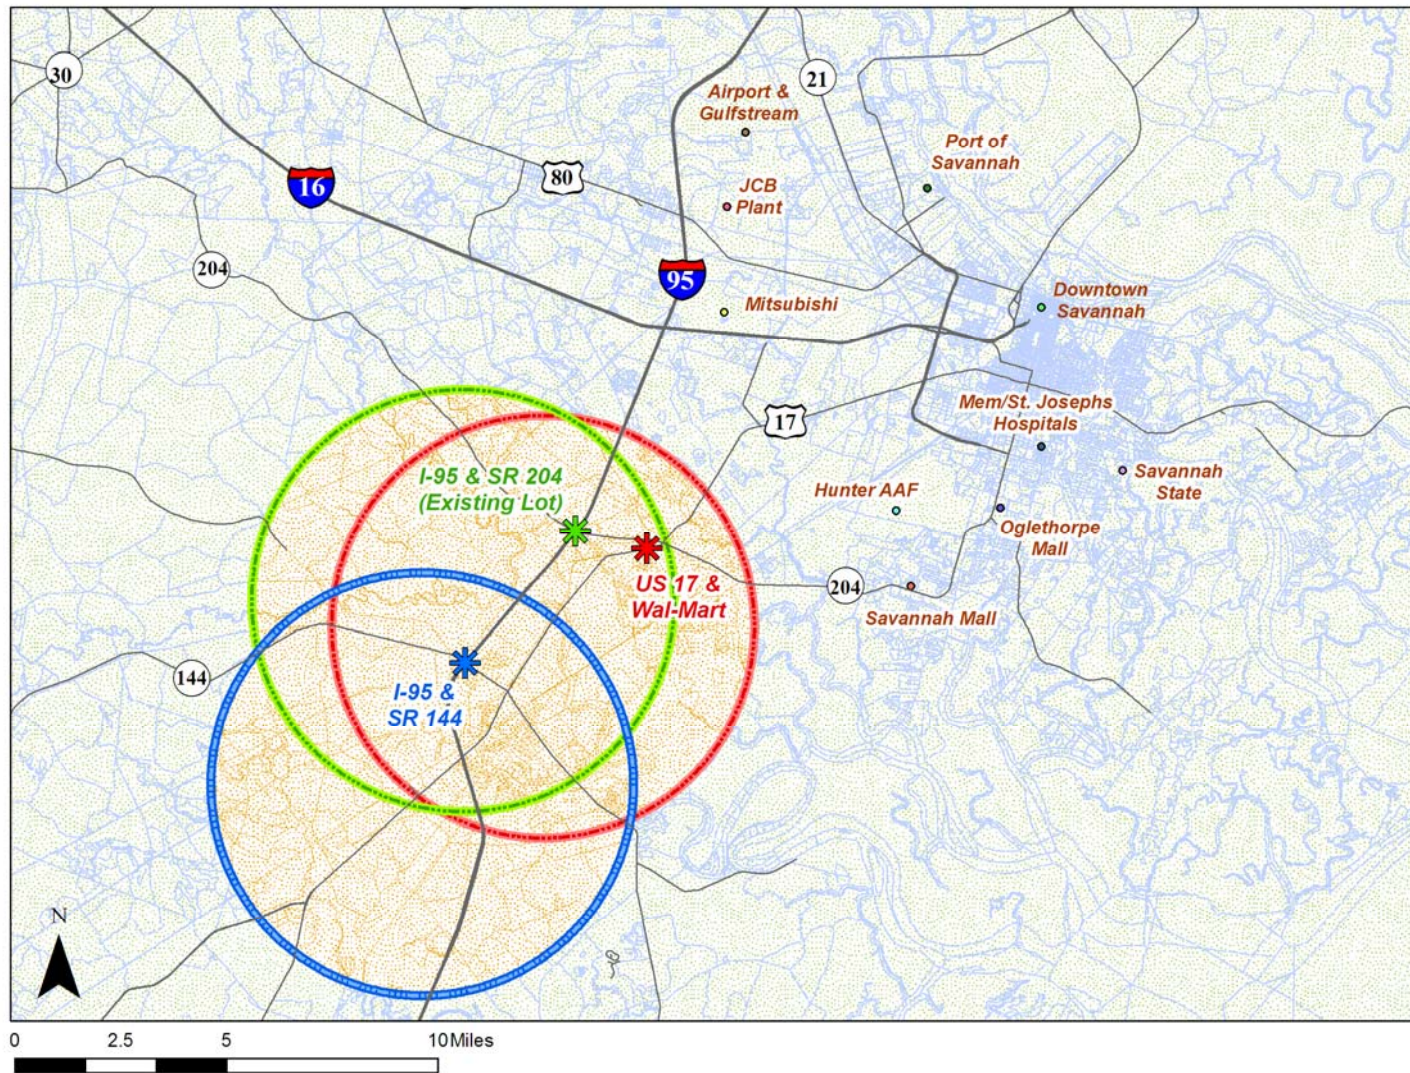 30
21
Airport &
Gulfstream
Port of
Savannah
16
80
JCB
Plant
204
95
Mitsubishi
Downtown
Savannah
17
Mem/St. Josephs
Hospitals
I-95 & SR 204
(Existing Lot)
Hunter AAF
Savannah
State
Oglethorpe
Mall
US 17 &
Wal-Mart
204
Savannah Mall
144
I-95 &
SR 144
N
0 2.5 5 10Miles